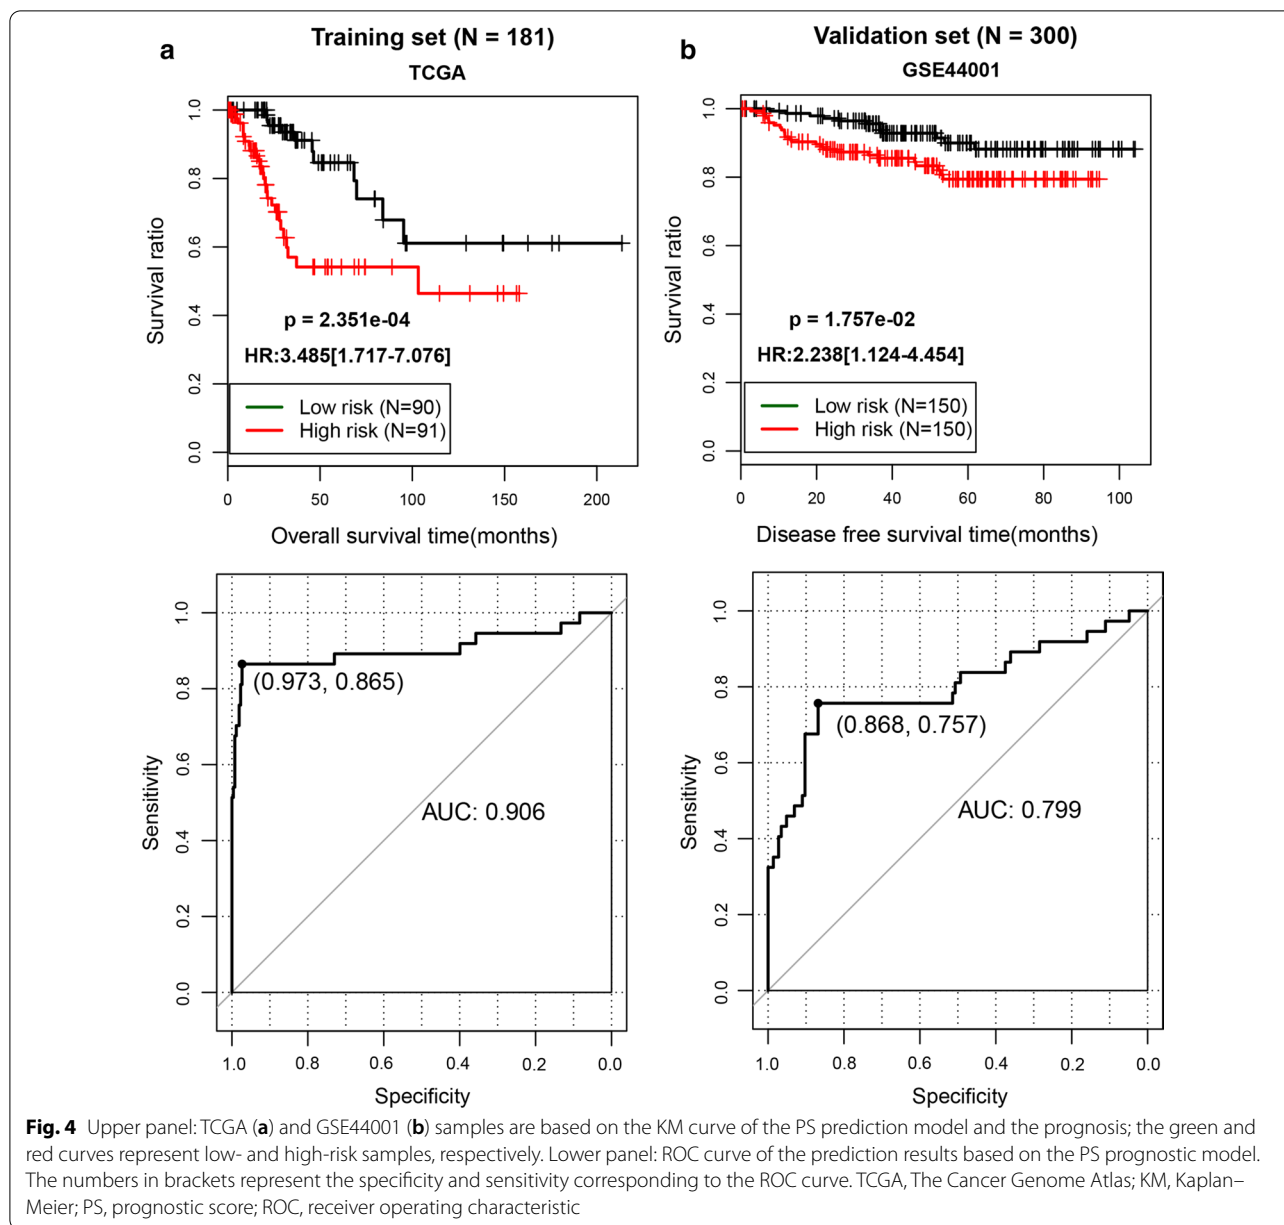 a
Training set (N = 181)
TCGA
1.0
0.8
0.6
0.4
0.2
0.0
Survival ratio
p = 2.351e-04
HR:3.485[1.717-7.076]
Low risk (N=90)
High risk (N=91)
0 50 100 150 200
Overall survival time(months)
b
Validation set (N = 300)
GSE44001
1.0
0.8
0.6
0.4
0.2
0.0
Survival ratio
p = 1.757e-02
HR:2.238[1.124-4.454]
Low risk (N=150)
High risk (N=150)
0 20 40 60 80 100
Disease free survival time(months)
1.0
0.8
0.6
0.4
0.2
0.0
Sensitivity
(0.973, 0.865)
AUC: 0.906
1.0 0.8 0.6 0.4 0.2 0.0
Specificity
1.0
0.8
0.6
0.4
0.2
0.0
Sensitivity
(0.868, 0.757)
AUC: 0.799
1.0 0.8 0.6 0.4 0.2 0.0
Specificity
Fig. 4 Upper panel: TCGA (a) and GSE44001 (b) samples are based on the KM curve of the PS prediction model and the prognosis; the green and
red curves represent low- and high-risk samples, respectively. Lower panel: ROC curve of the prediction results based on the PS prognostic model.
The numbers in brackets represent the specificity and sensitivity corresponding to the ROC curve. TCGA, The Cancer Genome Atlas; KM, Kaplan–
Meier; PS, prognostic score; ROC, receiver operating characteristic